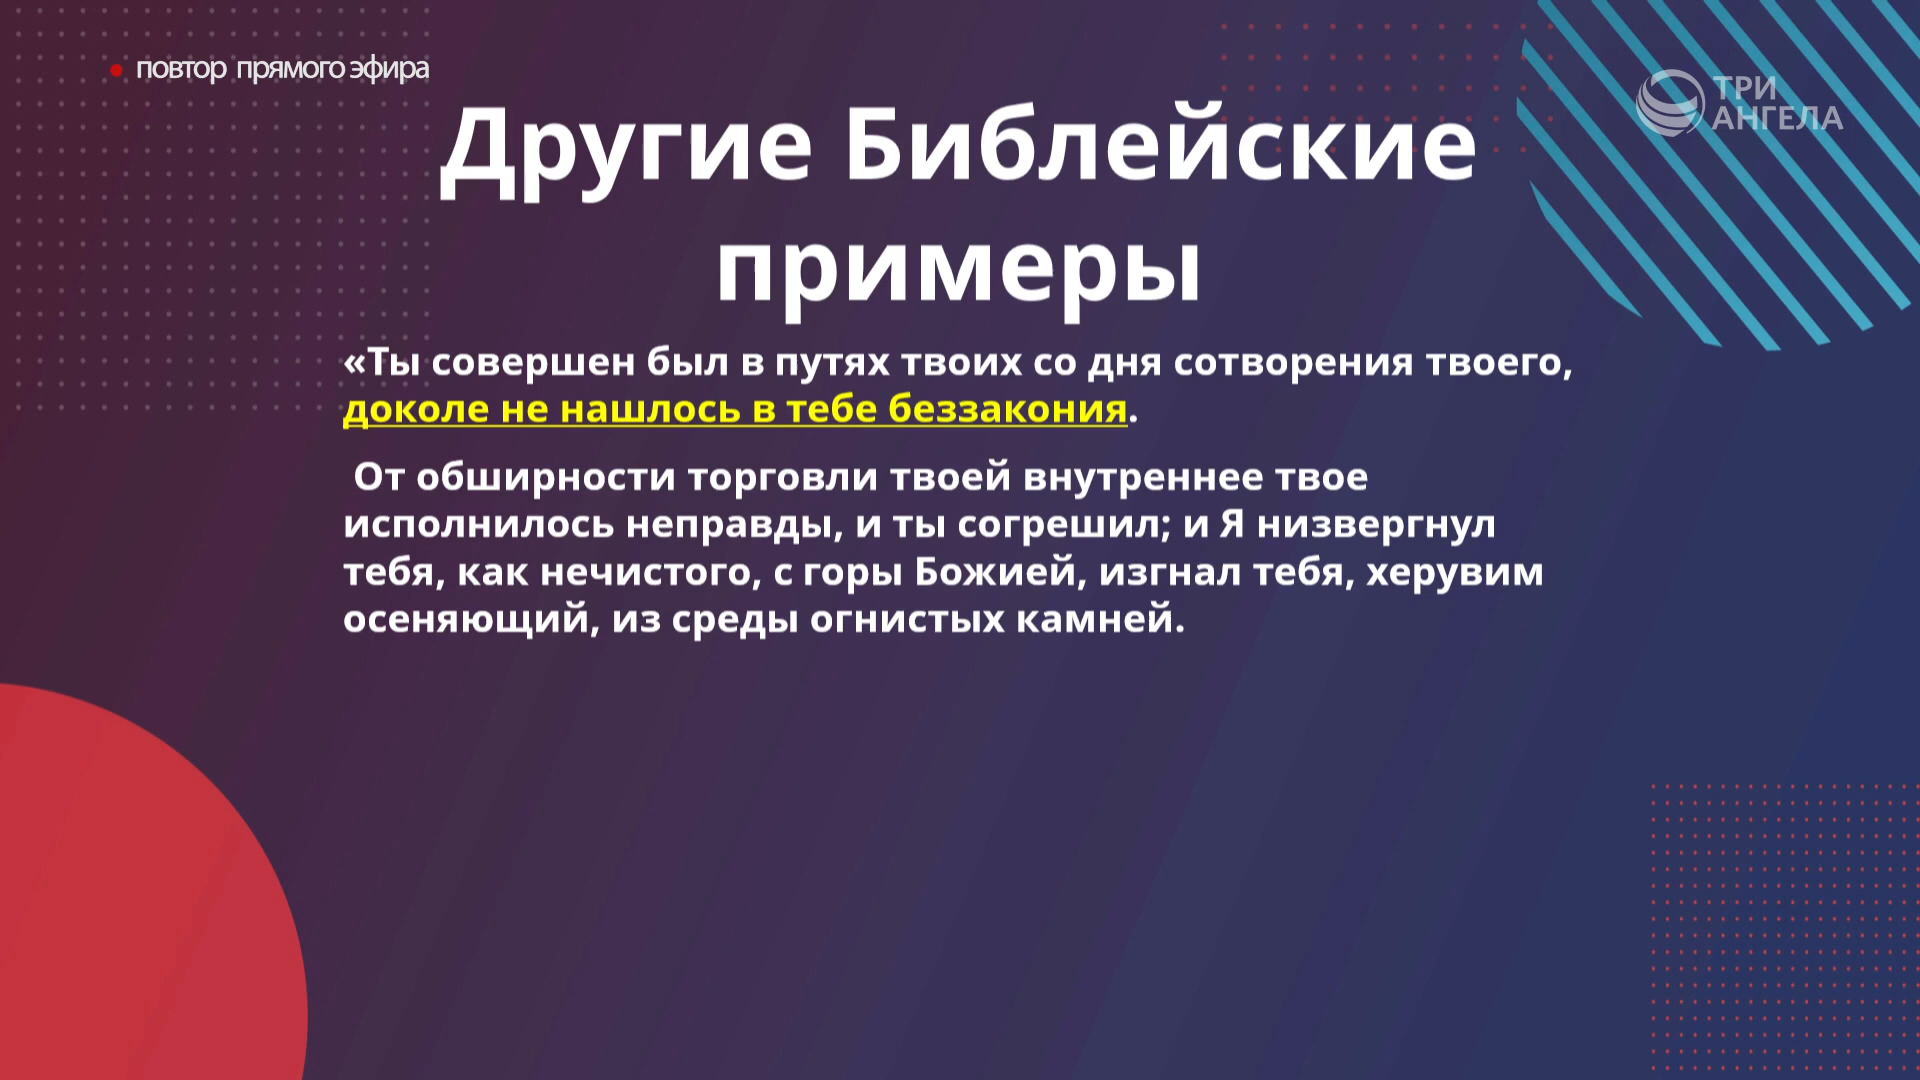 повтор прямого эфира
ТРИ
АНГЕЛА
Другие Библейские
примеры
«Ты совершен был в путях твоих со дня сотворения твоего,
доколе не нашлось в тебе беззакония.
От обширности торговли твоей внутреннее твое
исполнилось неправды, и ты согрешил; и Я низвергнул
тебя, как нечистого, с горы Божией, изгнал тебя, херувим
осеняющий, из среды огнистых камней.